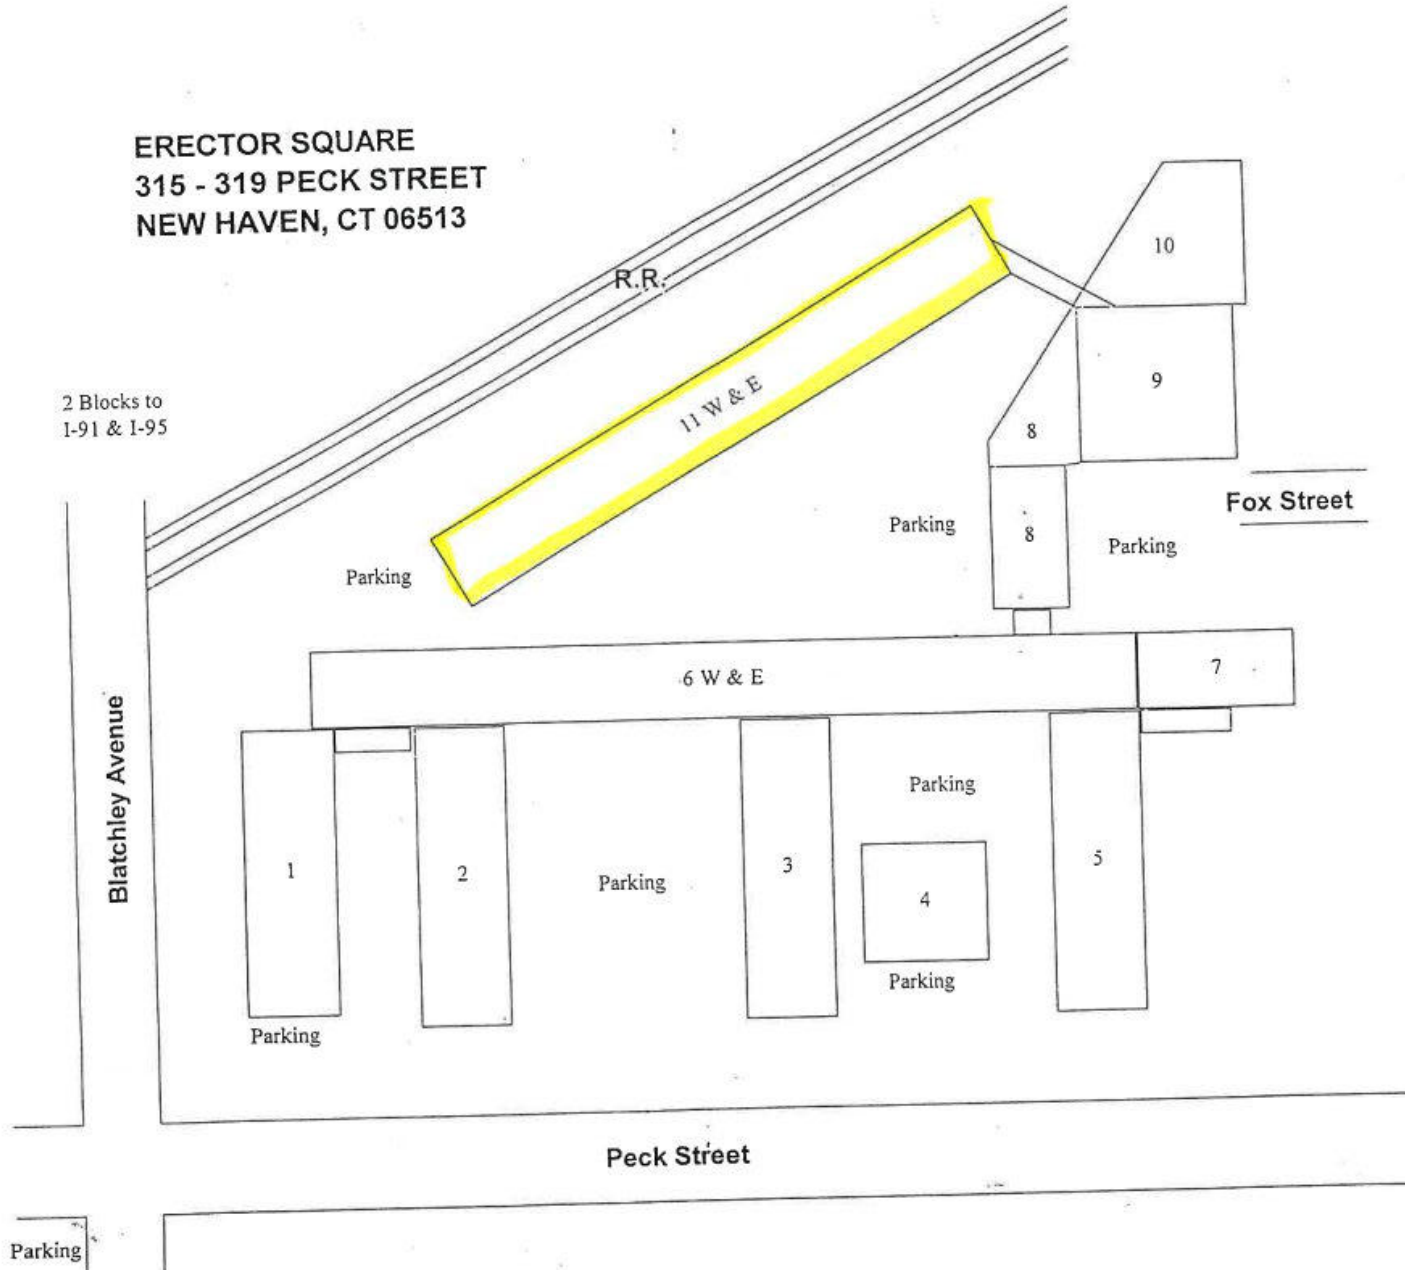 ERECTOR SQUARE
315 - 319 PECK STREET
NEW HAVEN, CT 06513
R.R.
10
9
11 W & E
2 Blocks to
I-91 & I-95
8
Fox Street
Parking
8
Parking
Parking
6 W & E
7
Blatchley Avenue
Parking
1
2
Parking
3
4
5
Parking
Parking
Peck Street
Parking